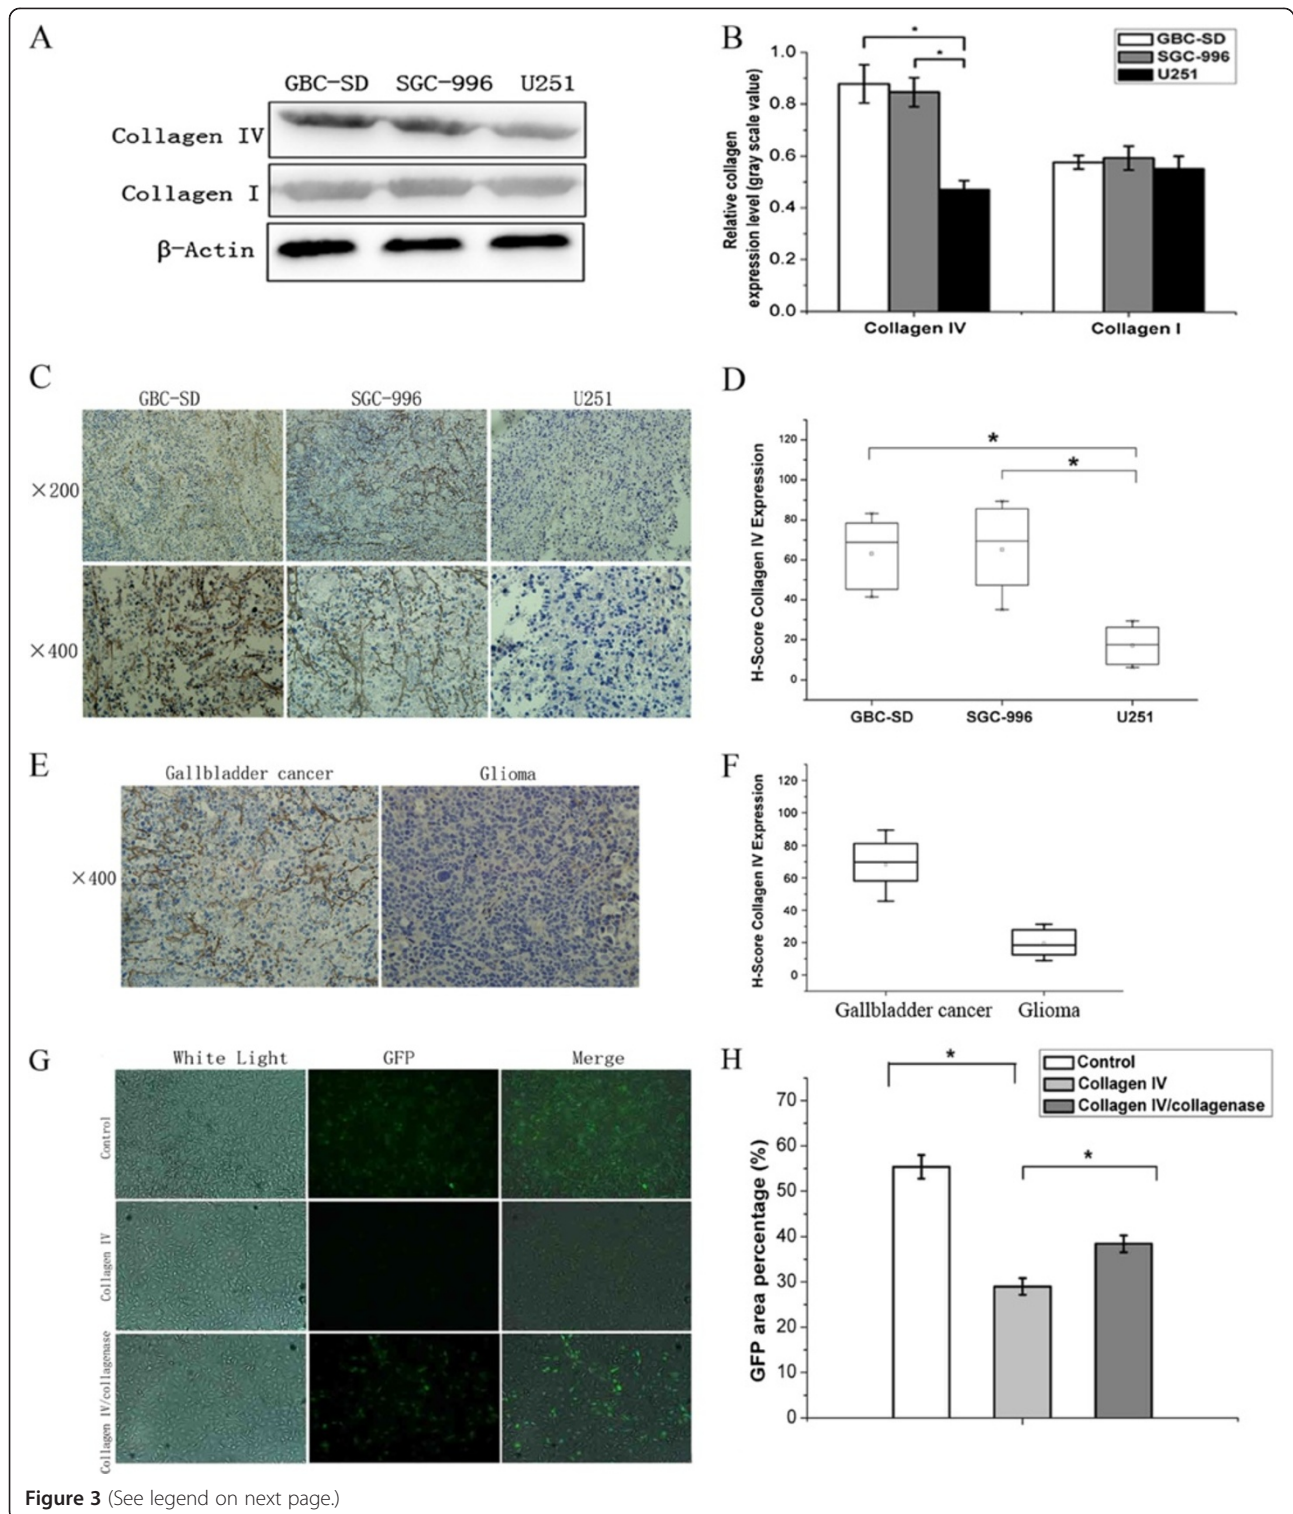 A
GBC-SD SGC-996 U251
Collagen IV
Collagen I
β-Actin
B
GBC-SD
SGC-996
U251
* *
Relative collagen
expression level (gray scale value)
1.0
0.8
0.6
0.4
0.2
0.0
Collagen IV Collagen I
C
GBC-SD SGC-996 U251
×200
×400
D
* *
H-Score Collagen IV Expression
120
100
80
60
40
20
0
GBC-SD SGC-996 U251
E
Gallbladder cancer Glioma
×400
F
H-Score Collagen IV Expression
120
100
80
60
40
20
0
Gallbladder cancer Glioma
G
White Light GFP Merge
Control
Collagen IV
Collagen IV/collagenase
H
Control
Collagen IV
Collagen IV/collagenase
* *
GFP area percentage (%)
70
60
50
40
30
20
10
0
Figure 3 (See legend on next page.)